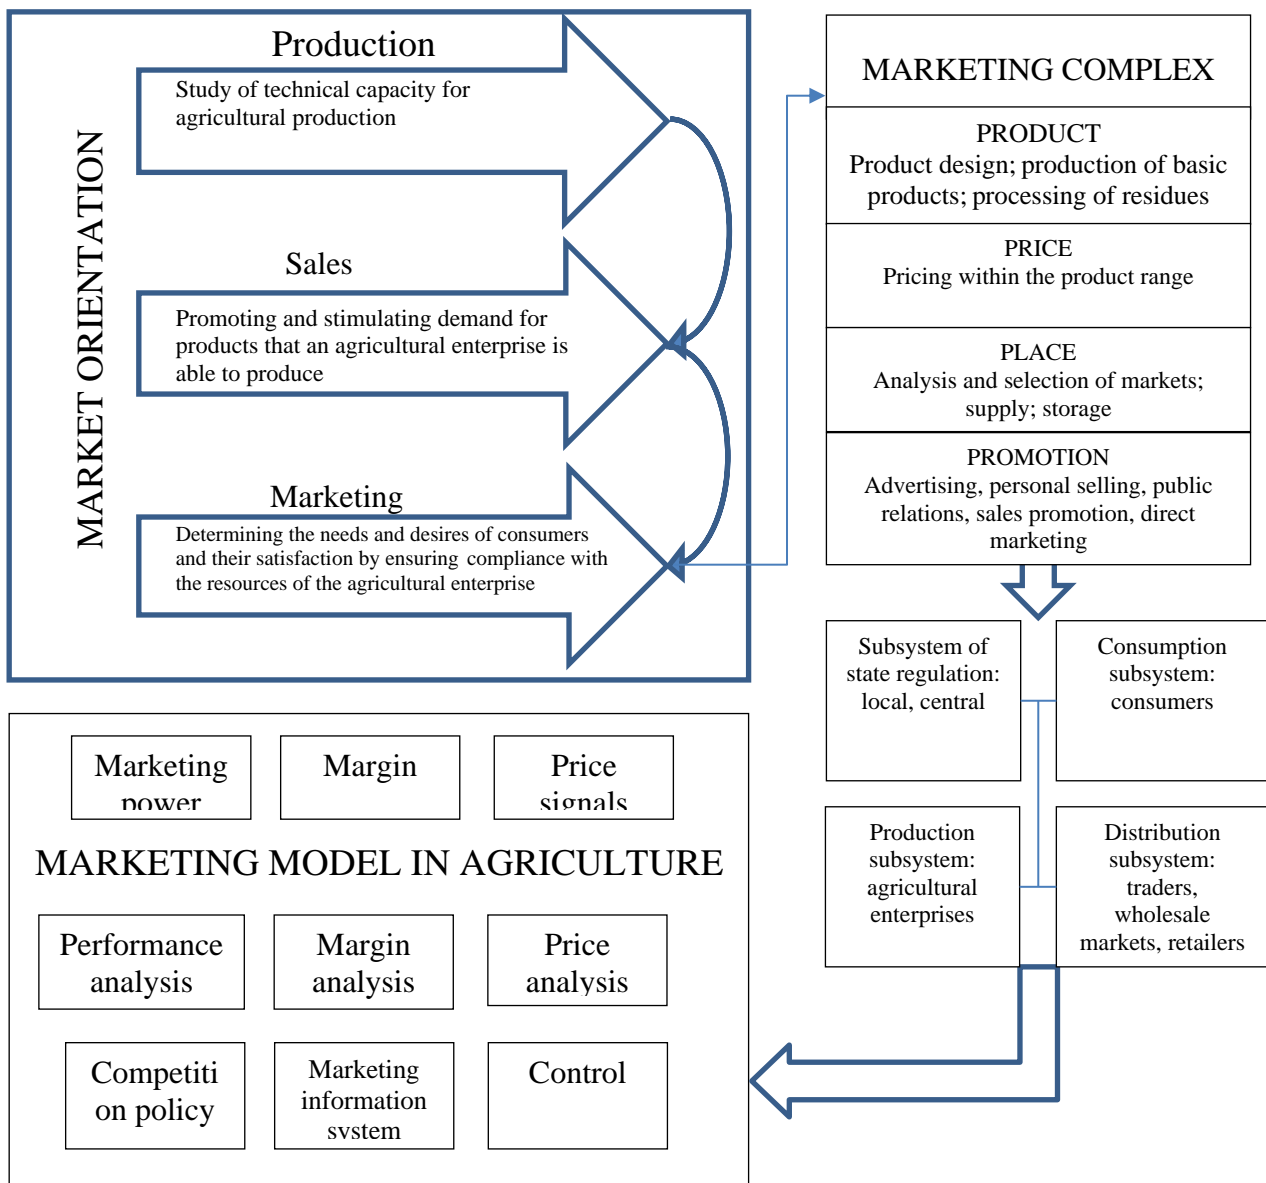 MARKET ORIENTATION
Production
Study of technical capacity for
agricultural production
Sales
Promoting and stimulating demand for
products that an agricultural enterprise is
able to produce
Marketing
Determining the needs and desires of consumers
and their satisfaction by ensuring compliance with
the resources of the agricultural enterprise
MARKETING COMPLEX
PRODUCT
Product design; production of basic
products; processing of residues
PRICE
Pricing within the product range
PLACE
Analysis and selection of markets;
supply; storage
PROMOTION
Advertising, personal selling, public
relations, sales promotion, direct
marketing
Subsystem of
state regulation:
local, central
Consumption
subsystem:
consumers
Production
subsystem:
agricultural
enterprises
Distribution
subsystem:
traders,
wholesale
markets, retailers
Marketing
power
Margin
Price
signals
MARKETING MODEL IN AGRICULTURE
Performance
analysis
Margin
analysis
Price
analysis
Competiti
on policy
Marketing
information
system
Control